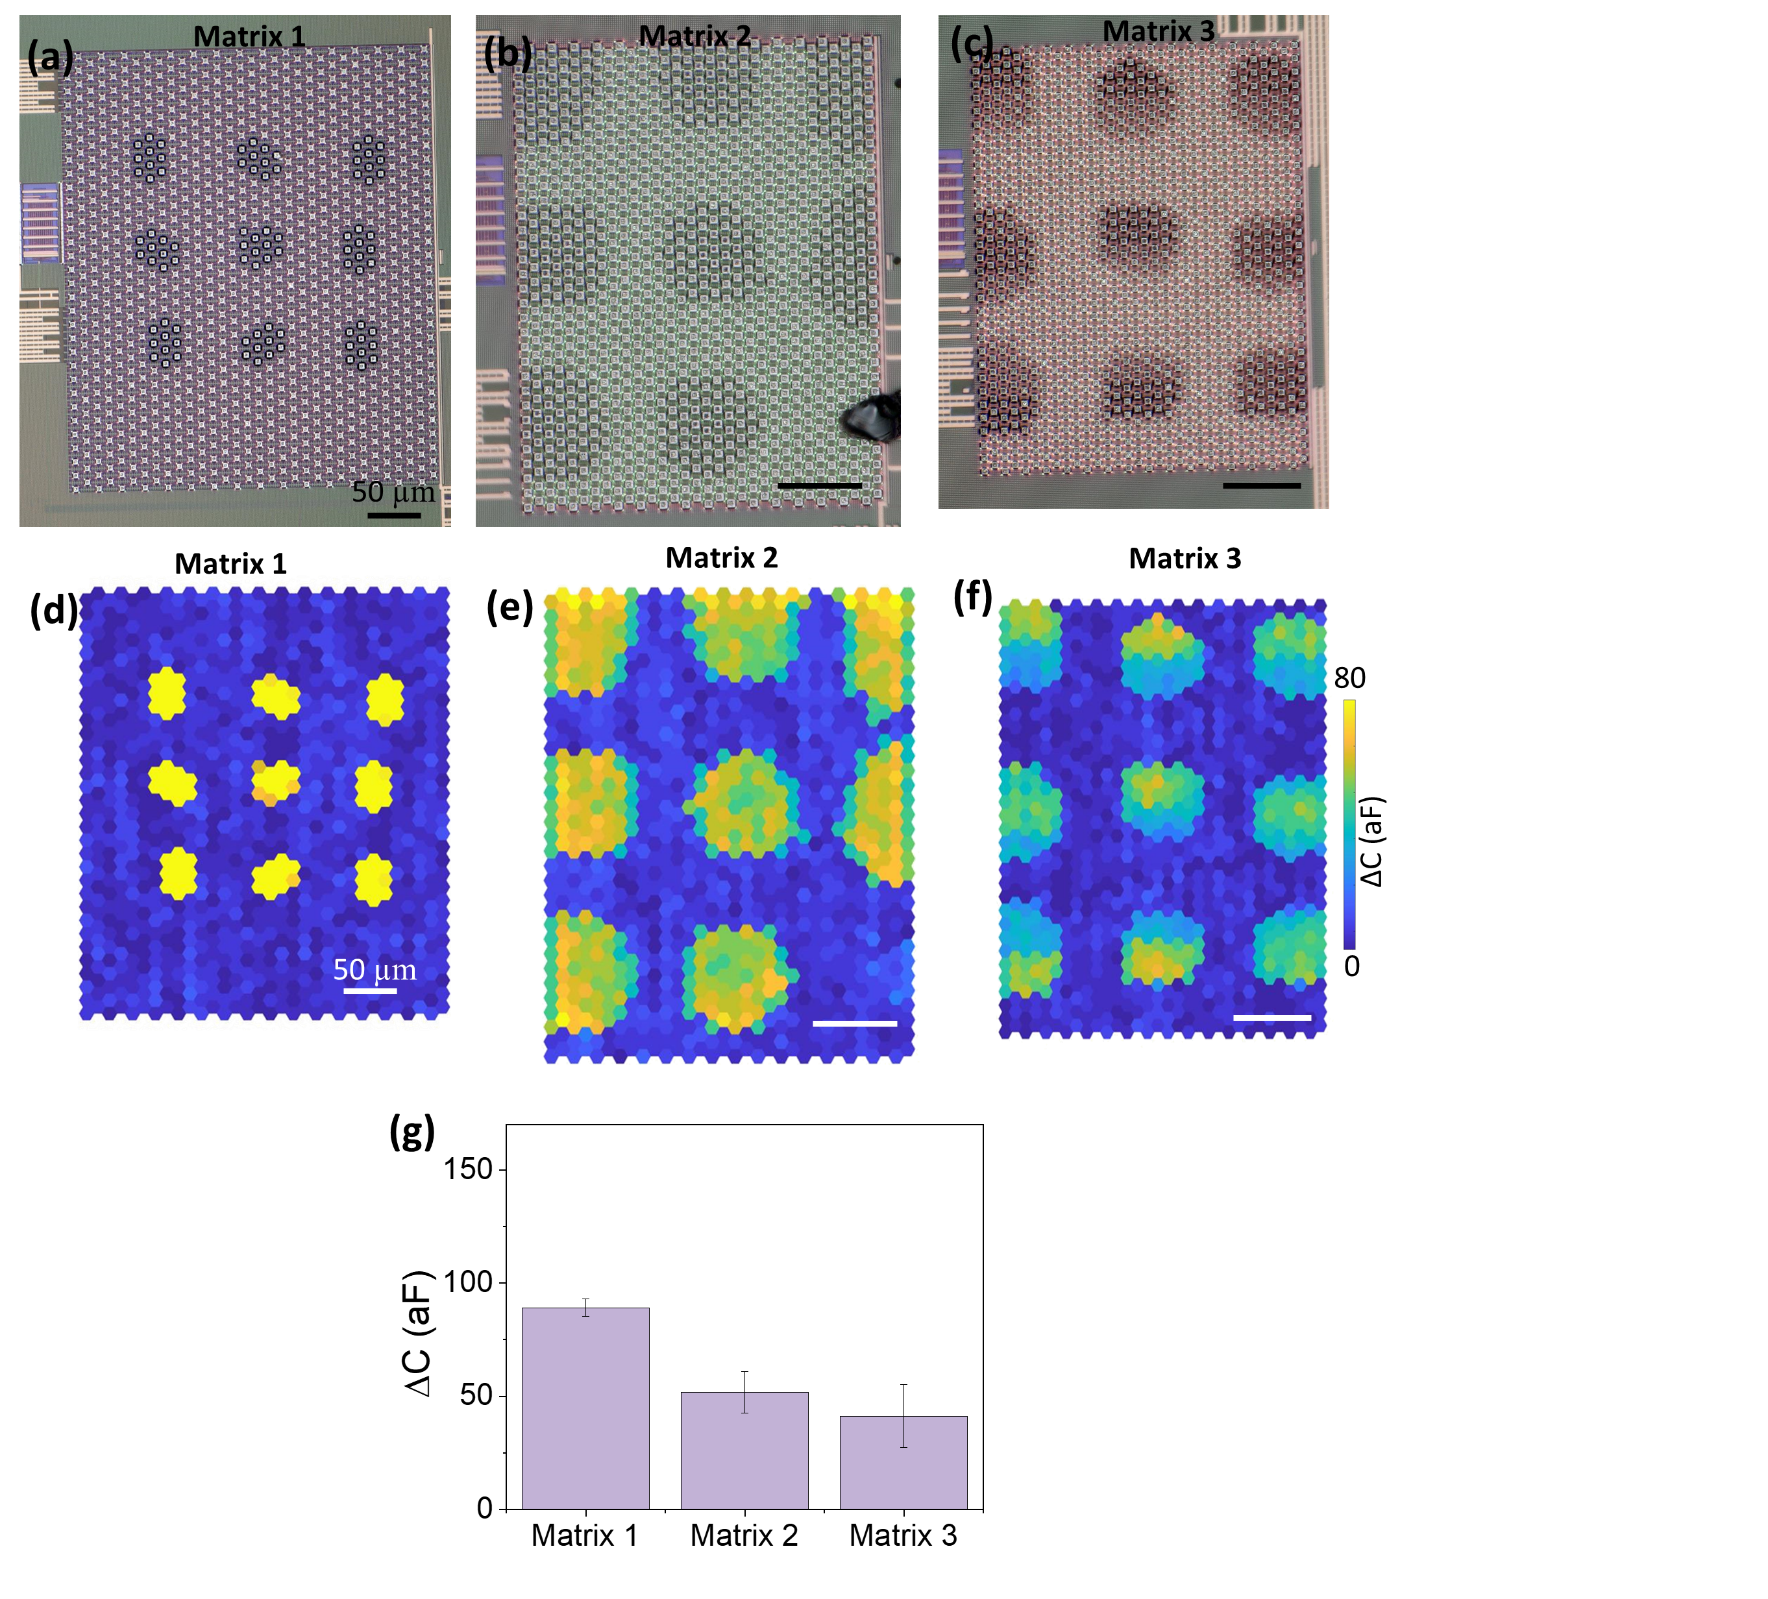 (a) Matrix 1
(b) Matrix 2
(c) Matrix 3
50 μm
Matrix 1
Matrix 2
Matrix 3
(d)
(e)
(f)
80
ΔC (aF)
0
50 μm
(g)
150
100
50
0
ΔC (aF)
Matrix 1
Matrix 2
Matrix 3